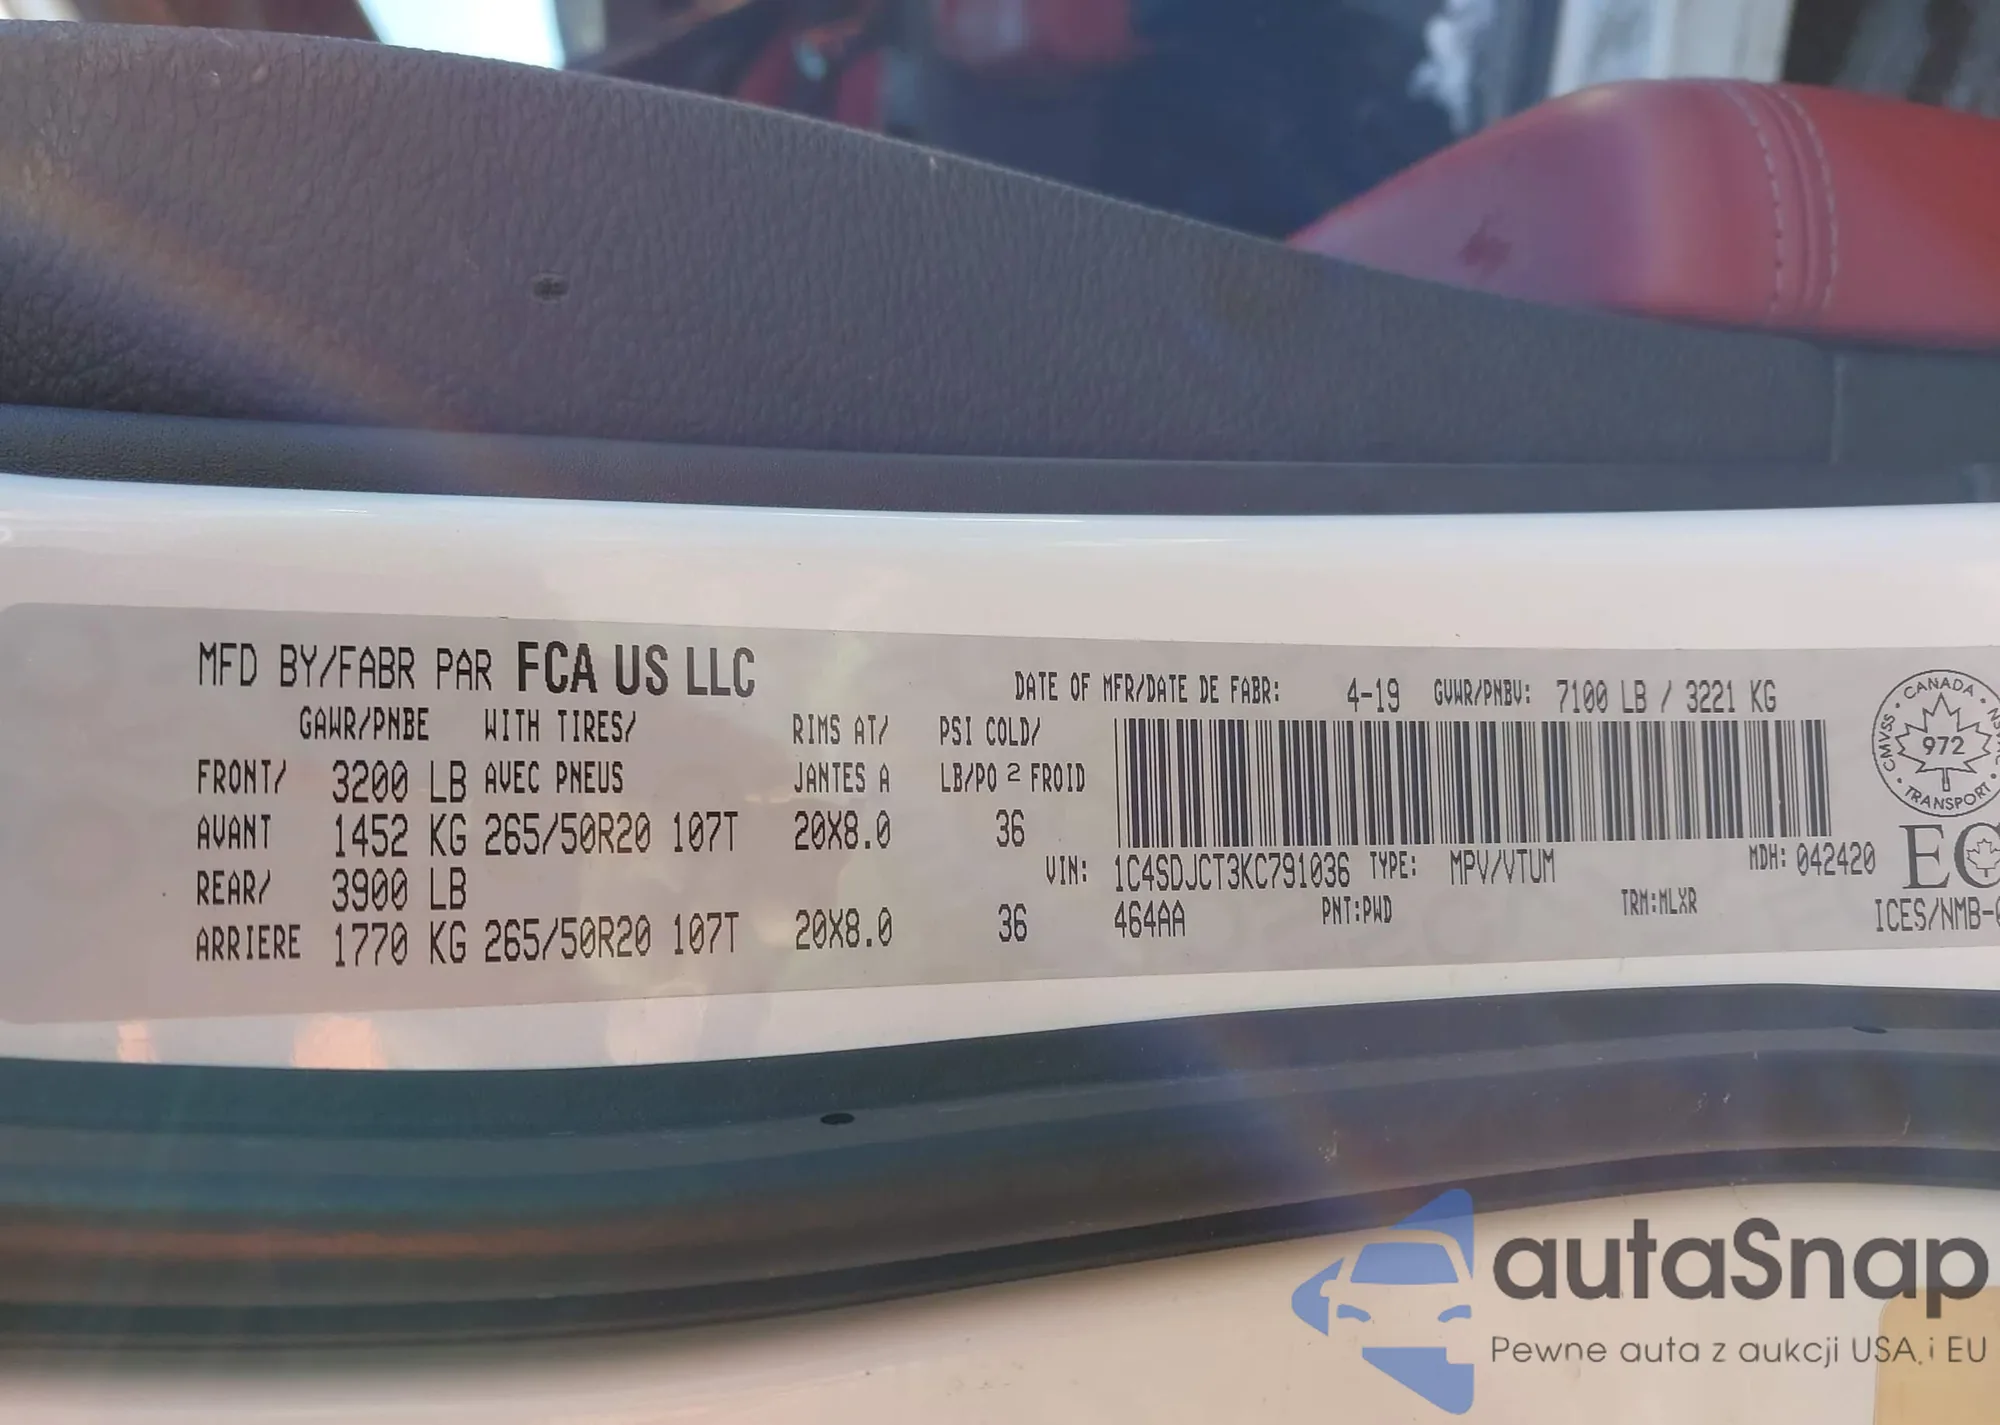 MFD BY/FABR PAR FCA US LLC
DATE OF MFR/DATE DE FABR: 4-19 GVWR/PNBV: 7100 LB / 3221 KG
GAWR/PNBE WITH TIRES/ RIMS AT/ PSI COLD/
FRONT/ 3200 LB AVEC PNEUS JANTES A LB/PO 2 FROID
AVANT 1452 KG 265/50R20 107T 20X8.0 36
REAR/ 3900 LB
ARRIERE 1770 KG 265/50R20 107T 20X8.0 36
VIN: 1C4SDJCT3KC791036 TYPE: MPV/VTUM MDH: 042420
464AA PNT:PWD TRM:MLXR
CANADA
CMVSS
972
TRANSPORT
EC
ICES/NMB-
autaSnap
Pewne auta z aukcji USA i EU